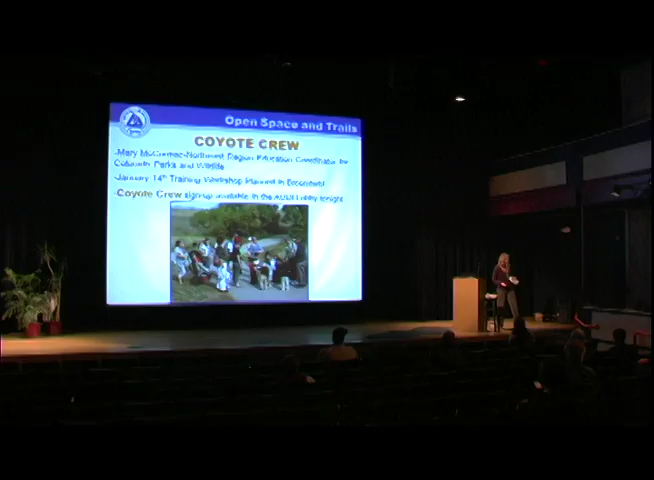 Open Space and Trails
COYOTE CREW
-Mary McCormac-Northwest Region Education Coordinator for
Colorado Parks and Wildlife
-January 14th Training Workshop Planned in Broomfield
-Coyote Crew sign-up available in the AUDI Lobby tonight